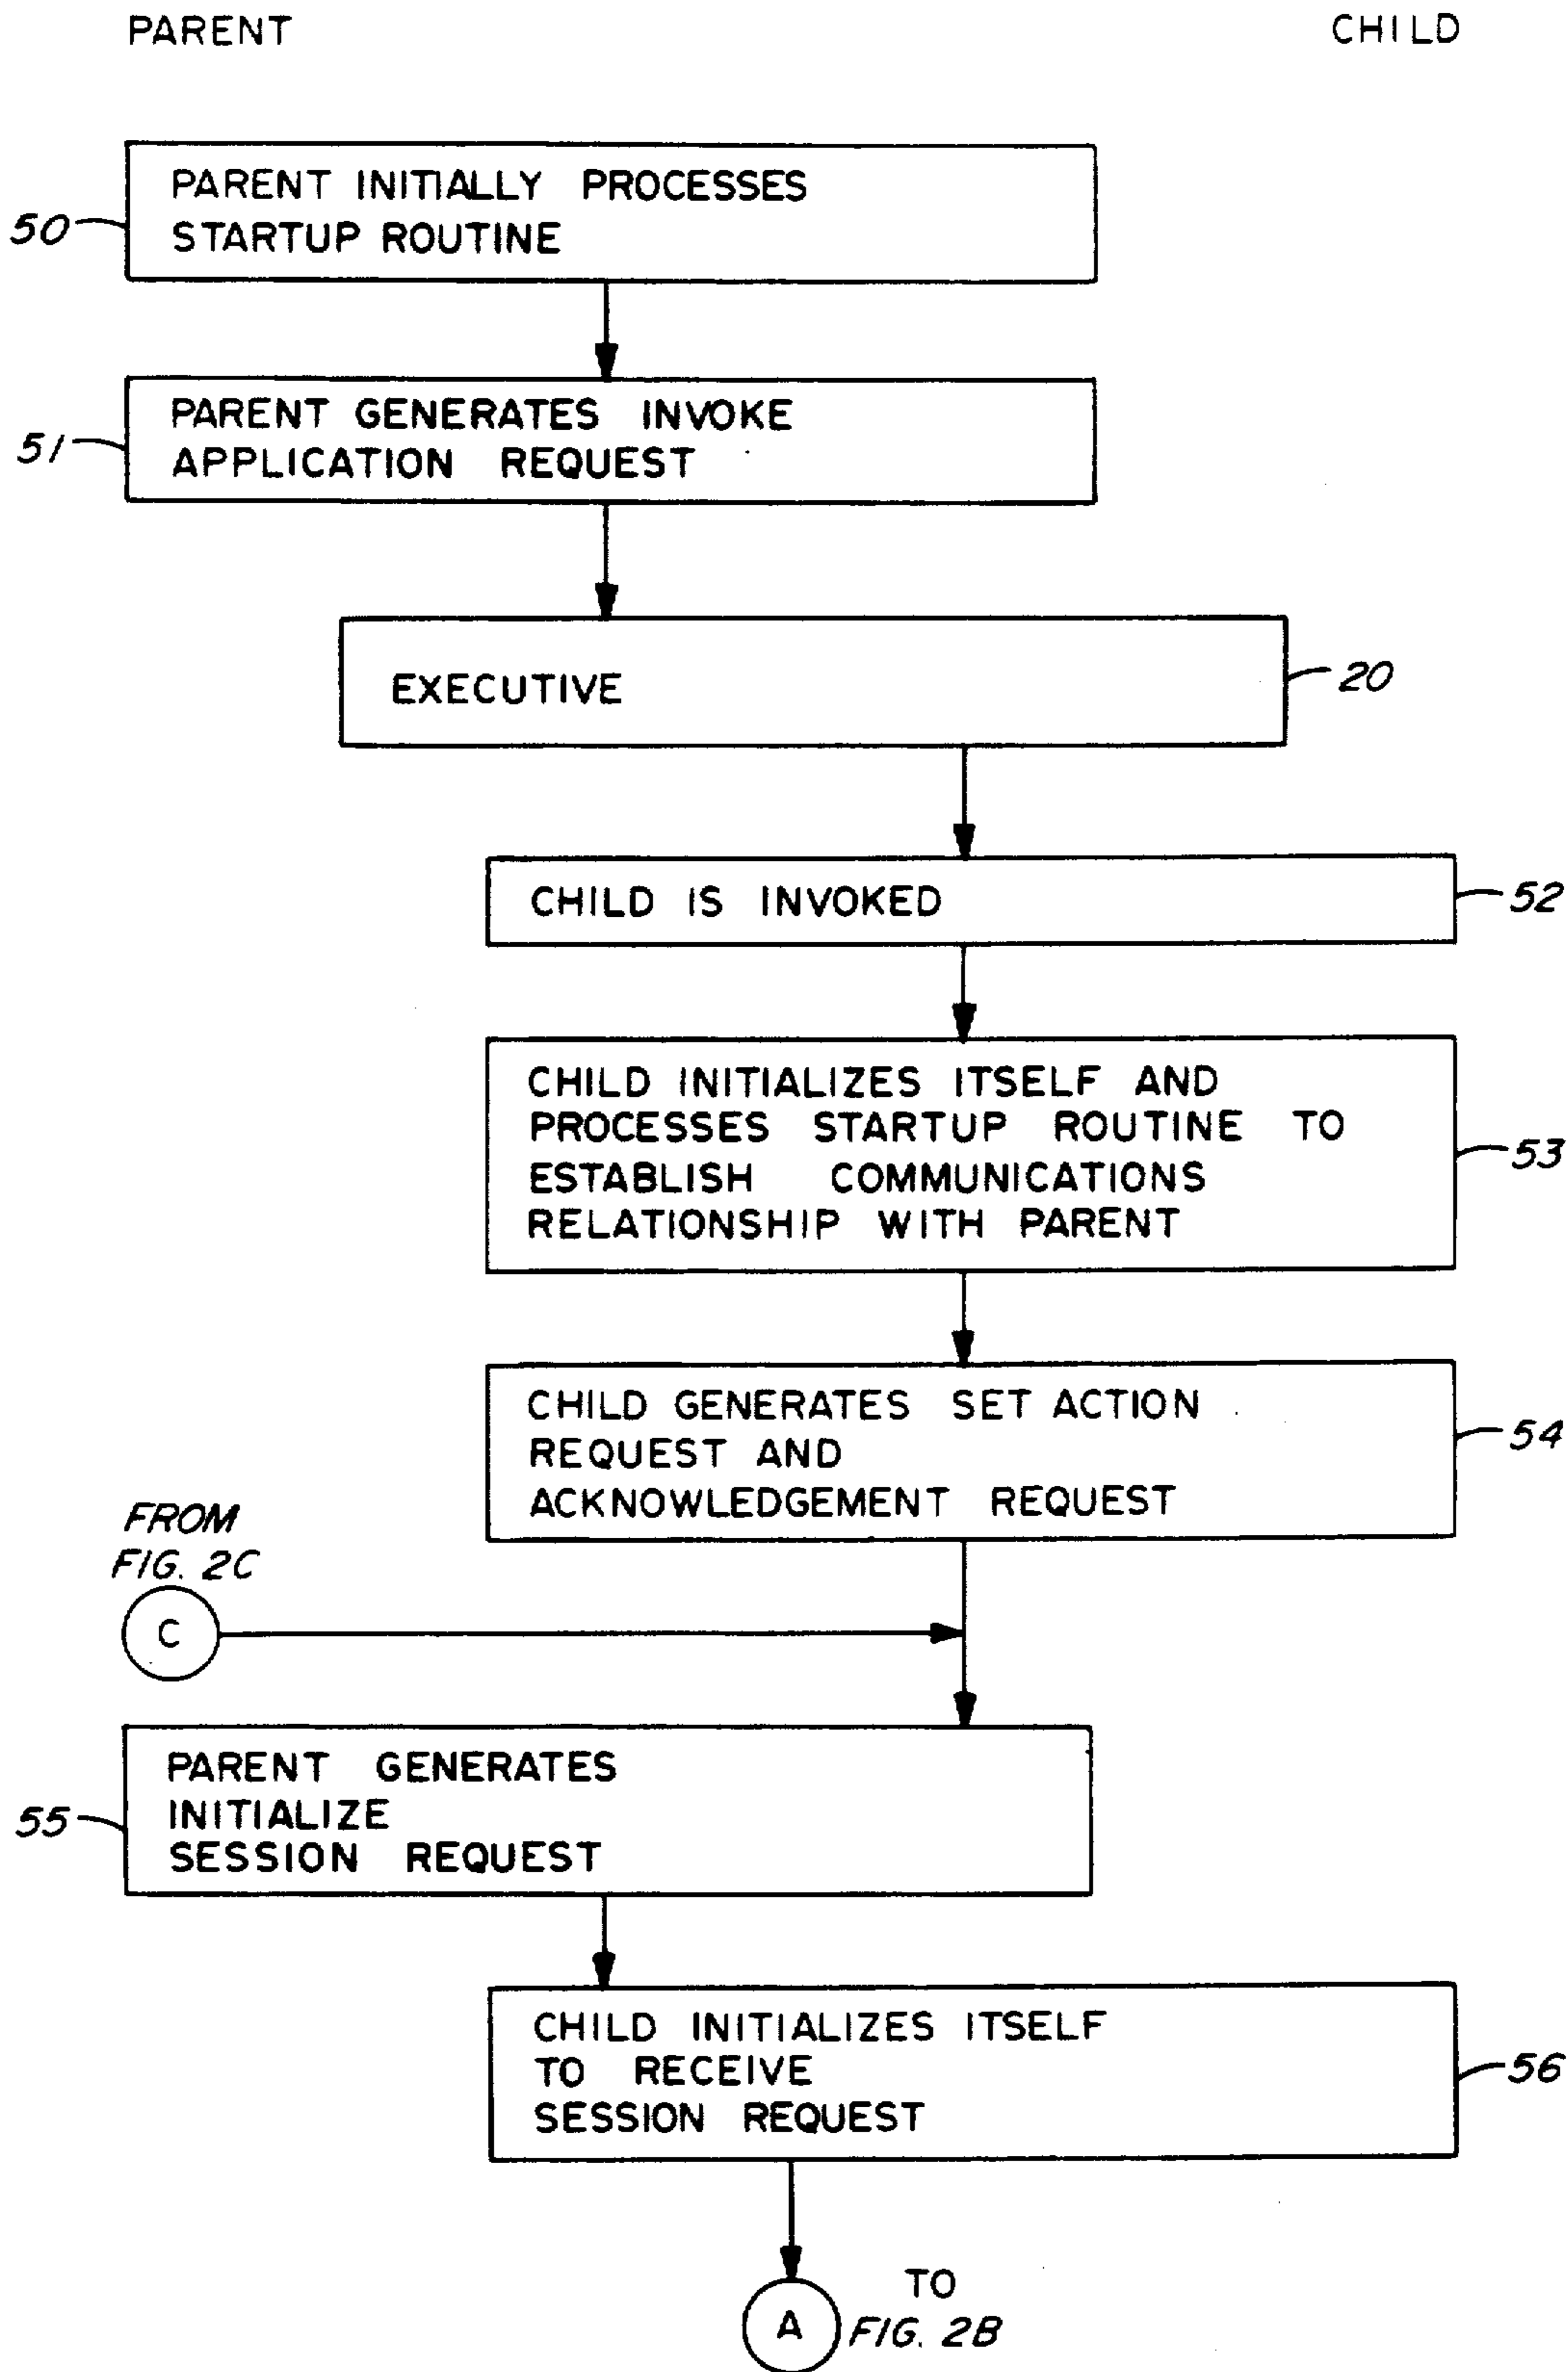 PARENT
CHILD
PARENT INITIALLY PROCESSES
STARTUP ROUTINE
50
PARENT GENERATES INVOKE
APPLICATION REQUEST
51
EXECUTIVE
20
CHILD IS INVOKED
52
CHILD INITIALIZES ITSELF AND
PROCESSES STARTUP ROUTINE TO
ESTABLISH COMMUNICATIONS
RELATIONSHIP WITH PARENT
53
CHILD GENERATES SET ACTION
REQUEST AND
ACKNOWLEDGEMENT REQUEST
54
FROM
FIG. 2C
C
PARENT GENERATES
INITIALIZE
SESSION REQUEST
55
CHILD INITIALIZES ITSELF
TO RECEIVE
SESSION REQUEST
56
A
TO
FIG. 2B